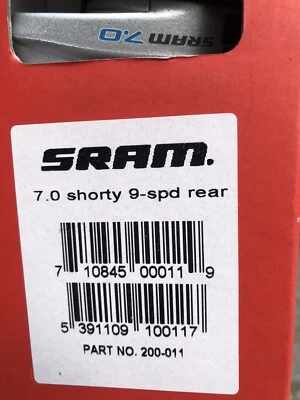 SRAM 7.0
SRAM.
7.0 shorty 9-spd rear
7 10845 00011 9
5 391109 100117
PART NO. 200-011